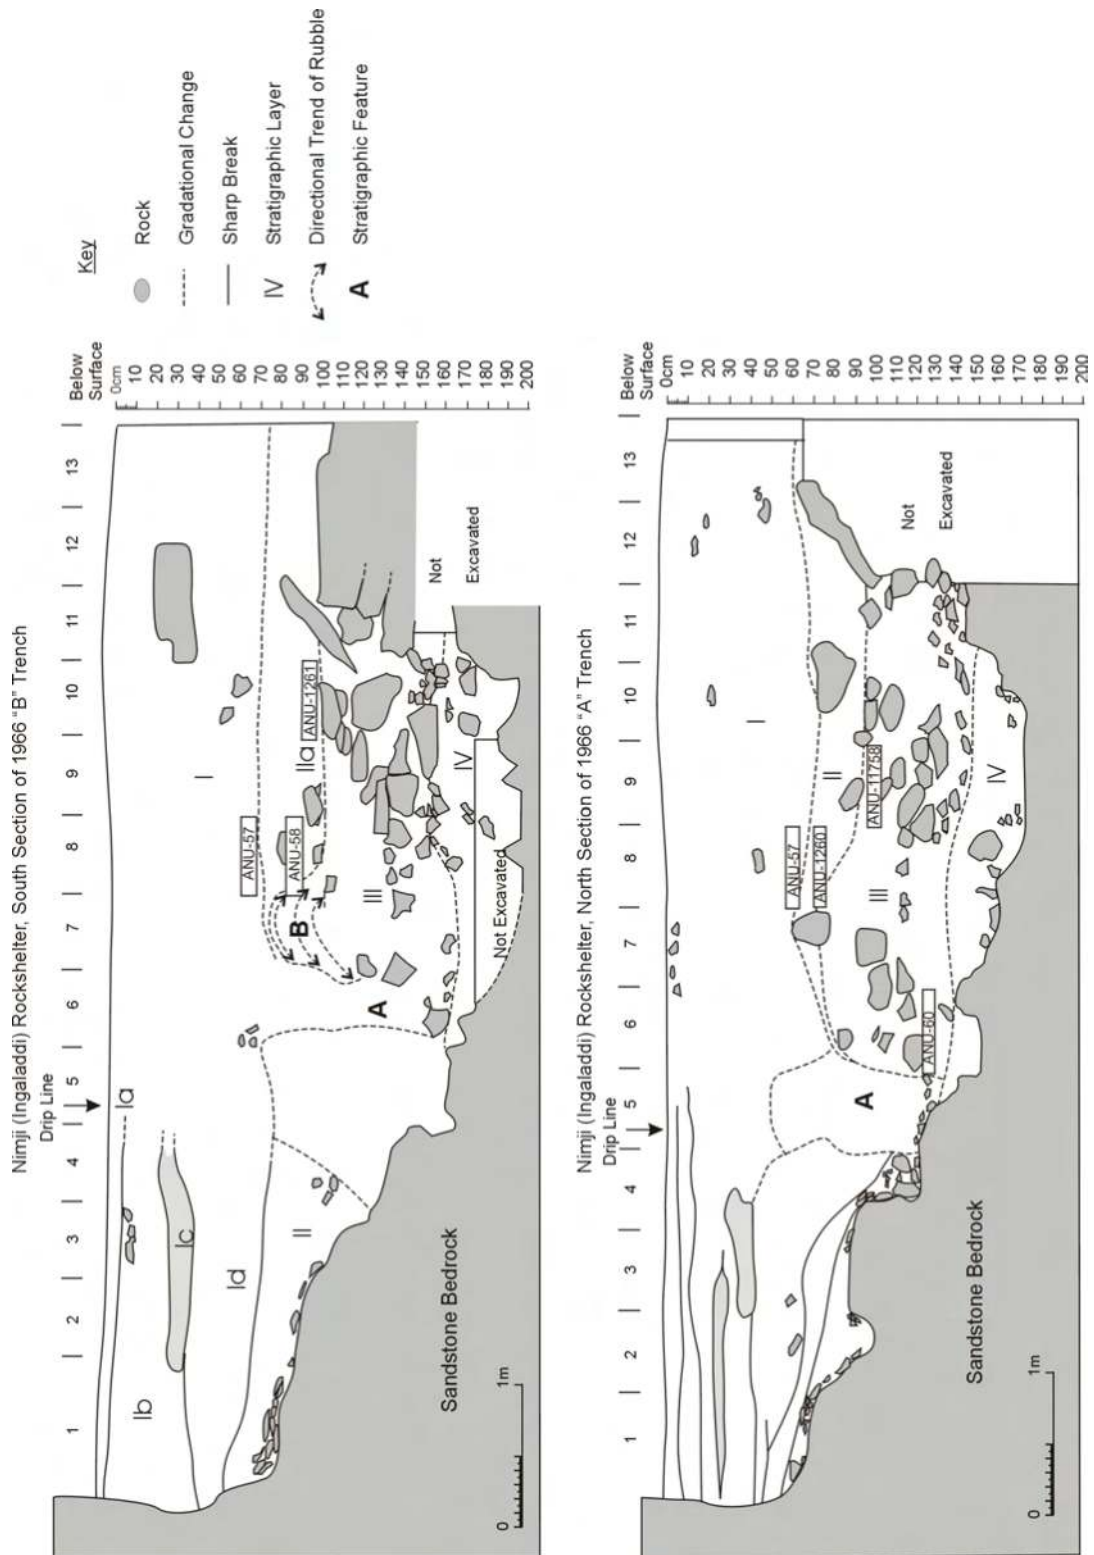 Nimji (Ingaladdi) Rockshelter, South Section of 1966 "B" Trench
Drip Line
1 | 2 | 3 | 4 | 5 | 6 | 7 | 8 | 9 | 10 | 11 | 12 | 13 |
Below
Surface
0cm
10
20
30
40
50
60
70
80
90
100
110
120
130
140
150
160
170
180
190
200
Ia
Ib
Ic
Id
I
II
IIa
III
IV
A
B
ANU-57
ANU-58
ANU-1261
Not
Excavated
Not Excavated
Sandstone Bedrock
0
1m
Key
Rock
Gradational Change
Sharp Break
IV
Stratigraphic Layer
Directional Trend of Rubble
A
Stratigraphic Feature
Nimji (Ingaladdi) Rockshelter, North Section of 1966 "A" Trench
Drip Line
1 | 2 | 3 | 4 | 5 | 6 | 7 | 8 | 9 | 10 | 11 | 12 | 13 |
Below
Surface
0cm
10
20
30
40
50
60
70
80
90
100
110
120
130
140
150
160
170
180
200
I
II
III
IV
A
ANU-57
ANU-1260
ANU-11758
ANU-60
Not
Excavated
Sandstone Bedrock
0
1m